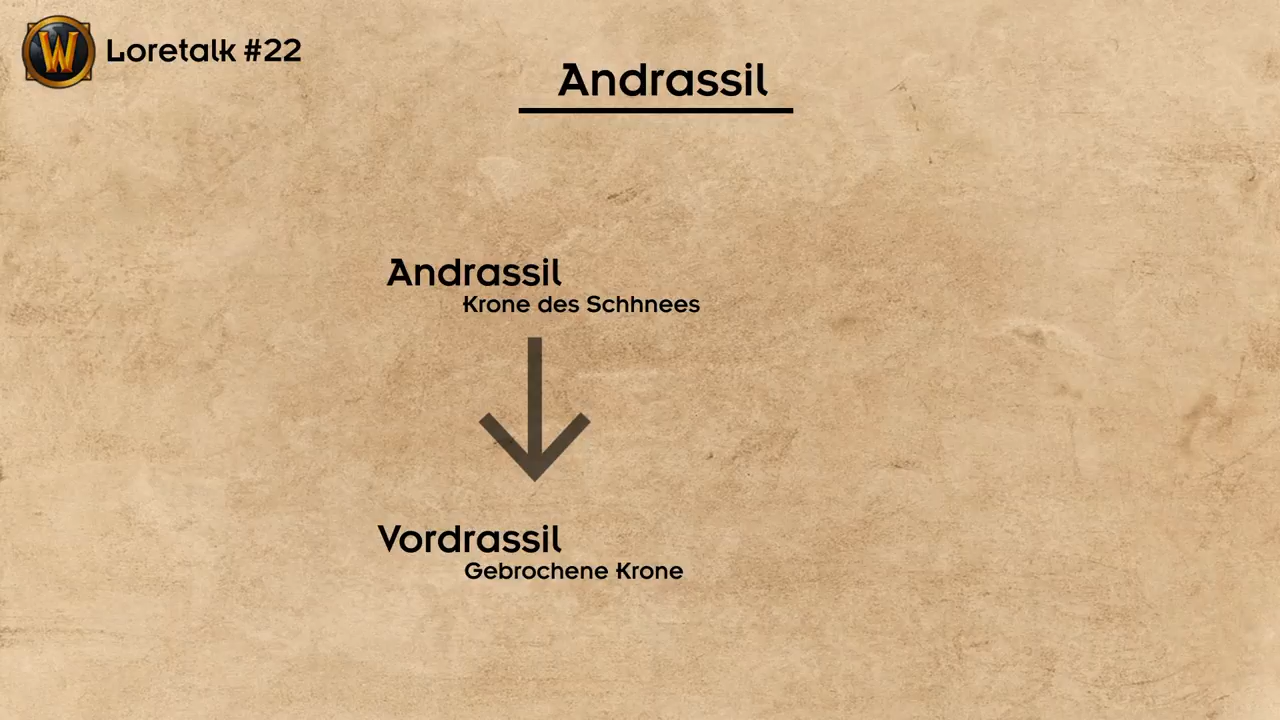 Loretalk #22
Andrassil
Andrassil
Krone des Schhnees
Vordrassil
Gebrochene Krone